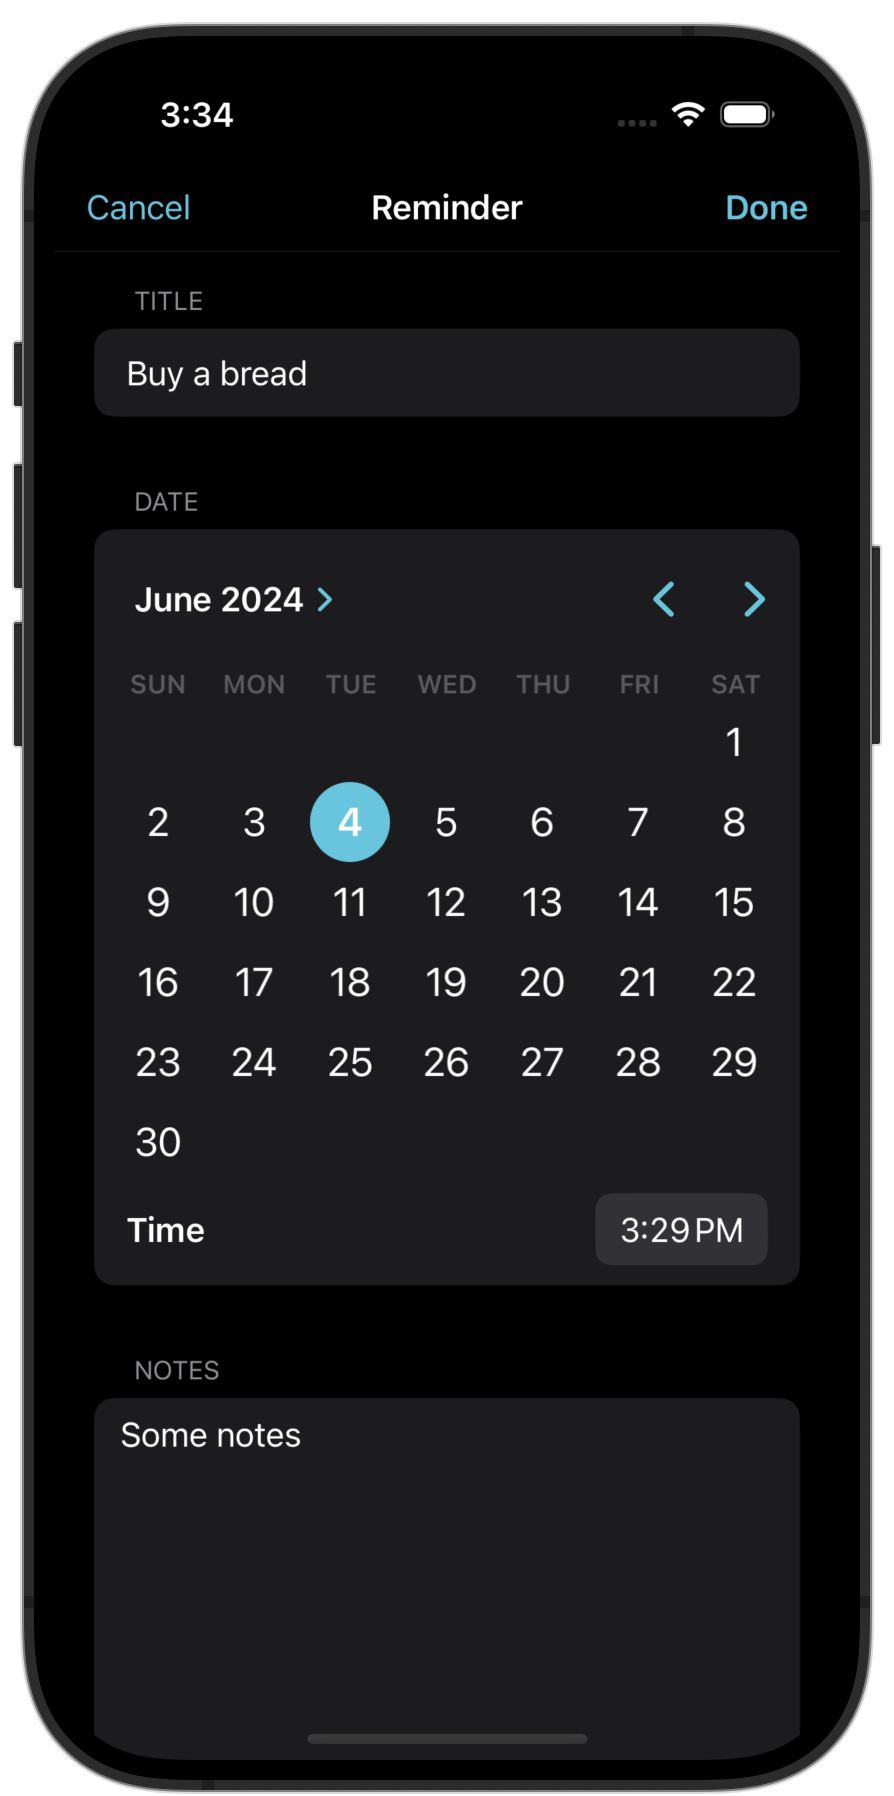 3:34
Cancel Reminder Done
TITLE
Buy a bread
DATE
June 2024
SUN MON TUE WED THU FRI SAT
1
2 3 4 5 6 7 8
9 10 11 12 13 14 15
16 17 18 19 20 21 22
23 24 25 26 27 28 29
30
Time 3:29 PM
NOTES
Some notes